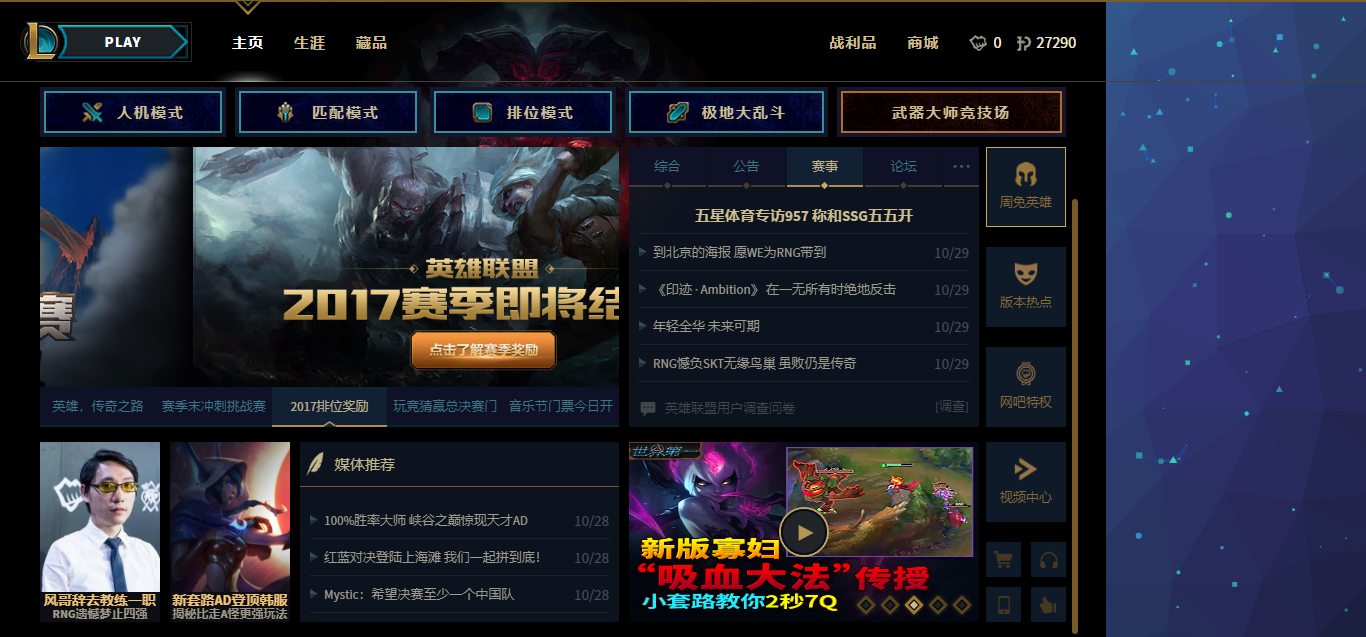 PLAY
主页 生涯 藏品 战利品 商城 0 27290
人机模式 匹配模式 排位模式 极地大乱斗 武器大师竞技场
综合 公告 赛事 论坛 ···
五星体育专访957 称和SSG五五开
到北京的海报 愿WE为RNG带到 10/29
《印迹·Ambition》 在一无所有时绝地反击 10/29
年轻全华 未来可期 10/29
RNG憾负SKT无缘鸟巢 虽败仍是传奇 10/29
英雄联盟用户调查问卷 [调查]
赛
英雄联盟
2017赛季即将结
点击了解赛季奖励
英雄，传奇之路 赛季末冲刺挑战赛 2017排位奖励 玩竞猜赢总决赛门 音乐节门票今日开
周免英雄
版本热点
网吧特权
视频中心
风哥辞去教练一职
RNG遗憾梦止四强
新套路AD登顶韩服
揭秘比走A怪更强玩法
媒体推荐
100%胜率大师 峡谷之巅惊现天才AD 10/28
红蓝对决登陆上海滩 我们一起拼到底! 10/28
Mystic：希望决赛至少一个中国队 10/28
世界第一
新版寡妇
“吸血大法”传授
小套路教你2秒7Q